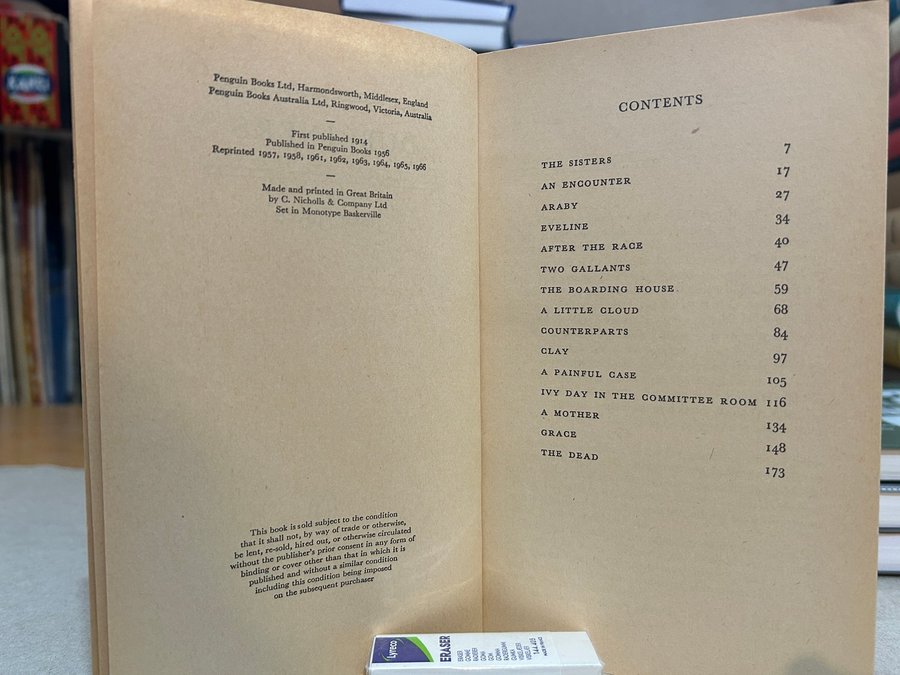 Penguin Books Ltd, Harmondsworth, Middlesex, England
Penguin Books Australia Ltd, Ringwood, Victoria, Australia
First published 1914
Published in Penguin Books 1956
Reprinted 1957, 1958, 1961, 1962, 1963, 1964, 1965, 1966
Made and printed in Great Britain
by C. Nicholls & Company Ltd
Set in Monotype Baskerville
This book is sold subject to the condition
that it shall not, by way of trade or otherwise,
be lent, re-sold, hired out, or otherwise circulated
without the publisher's prior consent in any form of
binding or cover other than that in which it is
published and without a similar condition
including this condition being imposed
on the subsequent purchaser
CONTENTS
THE SISTERS 7
AN ENCOUNTER 17
ARABY 27
EVELINE 34
AFTER THE RACE 40
TWO GALLANTS 47
THE BOARDING HOUSE 59
A LITTLE CLOUD 68
COUNTERPARTS 84
CLAY 97
A PAINFUL CASE 105
IVY DAY IN THE COMMITTEE ROOM 116
A MOTHER 134
GRACE 148
THE DEAD 173
Lyreco
ERASER